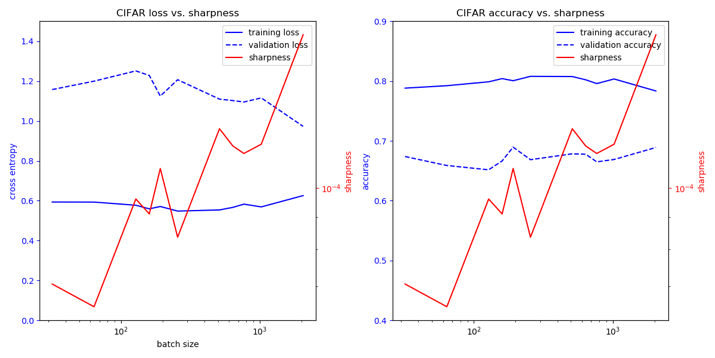 CIFAR loss vs. sharpness
training loss
validation loss
sharpness
1.4
1.2
1.0
0.8
0.6
0.4
0.2
0.0
cross entropy
10^2
10^3
batch size
10^-4
sharpness
CIFAR accuracy vs. sharpness
training accuracy
validation accuracy
sharpness
0.9
0.8
0.7
0.6
0.5
0.4
accuracy
10^2
10^3
10^-4
sharpness